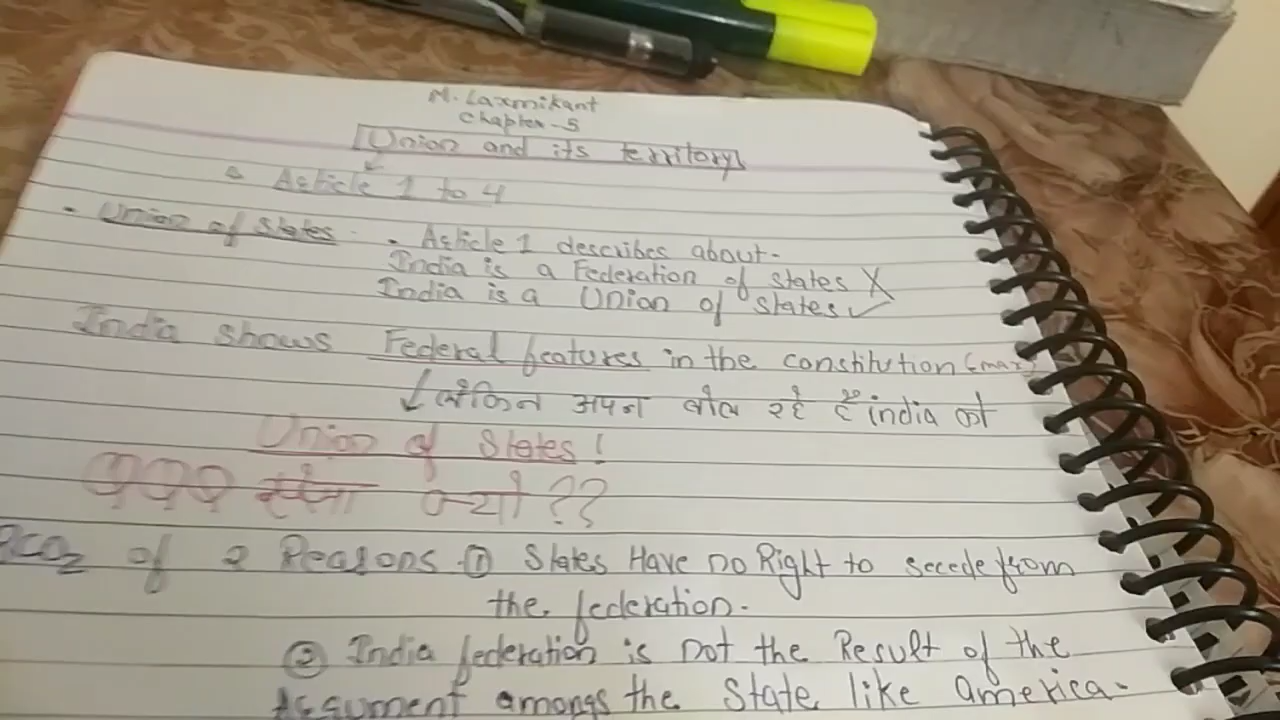 M. Laxmikant
Chapter-5
Union and its territory
Article 1 to 4
• Union of States • Article 1 describes about-
India is a Federation of states X
India is a Union of States ✓
India shows Federal features in the constitution (max)
लेकिन अपन बोल रहे हैं india को
Union of States!
क्यों ??
of 2 Reasons ① States Have no Right to secede from
the federation.
② India federation is not the Result of the
amongs the State like america.